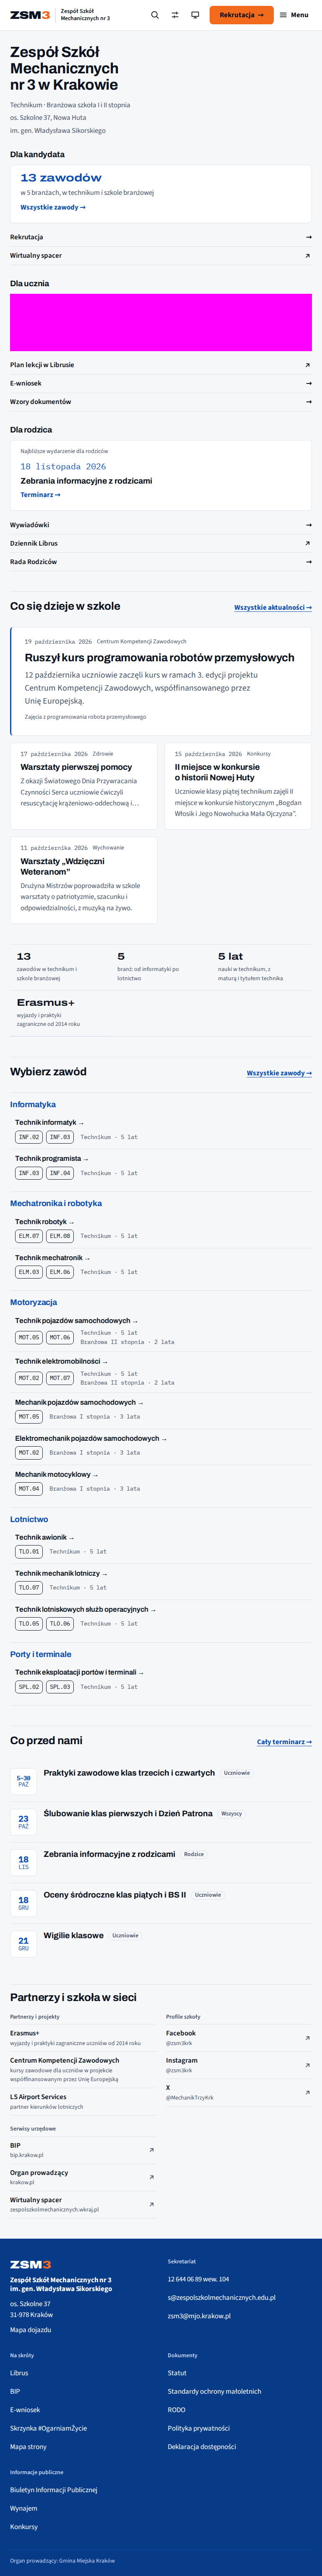 ZSM3
Zespół Szkół
Mechanicznych nr 3
Rekrutacja →
Menu
Zespół Szkół
Mechanicznych
nr 3 w Krakowie
Technikum · Branżowa szkoła I i II stopnia
os. Szkolne 37, Nowa Huta
im. gen. Władysława Sikorskiego
Dla kandydata
13 zawodów
w 5 branżach, w technikum i szkole branżowej
Wszystkie zawody →
Rekrutacja →
Wirtualny spacer ↗
Dla ucznia
Plan lekcji w Librusie ↗
E-wniosek →
Wzory dokumentów →
Dla rodzica
Najbliższe wydarzenie dla rodziców
18 listopada 2026
Zebrania informacyjne z rodzicami
Terminarz →
Wywiadówki →
Dziennik Librus ↗
Rada Rodziców →
Co się dzieje w szkole
Wszystkie aktualności →
19 października 2026 Centrum Kompetencji Zawodowych
Ruszył kurs programowania robotów przemysłowych
12 października uczniowie zaczęli kurs w ramach 3. edycji projektu
Centrum Kompetencji Zawodowych, współfinansowanego przez
Unię Europejską.
Zajęcia z programowania robota przemysłowego
17 października 2026 Zdrowie
Warsztaty pierwszej pomocy
Z okazji Światowego Dnia Przywracania
Czynności Serca uczniowie ćwiczyli
resuscytację krążeniowo-oddechową i…
15 października 2026 Konkursy
II miejsce w konkursie
o historii Nowej Huty
Uczniowie klasy piątej technikum zajęli II
miejsce w konkursie historycznym „Bogdan
Włosik i Jego Nowohucka Mała Ojczyzna”.
11 października 2026 Wychowanie
Warsztaty „Wdzięczni
Weteranom”
Drużyna Mistrzów poprowadziła w szkole
warsztaty o patriotyzmie, szacunku i
odpowiedzialności, z muzyką na żywo.
13
zawodów w technikum i
szkole branżowej
5
branż: od informatyki po
lotnictwo
5 lat
nauki w technikum, z
maturą i tytułem technika
Erasmus+
wyjazdy i praktyki
zagraniczne od 2014 roku
Wybierz zawód
Wszystkie zawody →
Informatyka
Technik informatyk →
INF.02 INF.03 Technikum · 5 lat
Technik programista →
INF.03 INF.04 Technikum · 5 lat
Mechatronika i robotyka
Technik robotyk →
ELM.07 ELM.08 Technikum · 5 lat
Technik mechatronik →
ELM.03 ELM.06 Technikum · 5 lat
Motoryzacja
Technik pojazdów samochodowych →
MOT.05 MOT.06 Technikum · 5 lat
Branżowa II stopnia · 2 lata
Technik elektromobilności →
MOT.02 MOT.07 Technikum · 5 lat
Branżowa II stopnia · 2 lata
Mechanik pojazdów samochodowych →
MOT.05 Branżowa I stopnia · 3 lata
Elektromechanik pojazdów samochodowych →
MOT.02 Branżowa I stopnia · 3 lata
Mechanik motocyklowy →
MOT.04 Branżowa I stopnia · 3 lata
Lotnictwo
Technik awionik →
TLO.01 Technikum · 5 lat
Technik mechanik lotniczy →
TLO.07 Technikum · 5 lat
Technik lotniskowych służb operacyjnych →
TLO.05 TLO.06 Technikum · 5 lat
Porty i terminale
Technik eksploatacji portów i terminali →
SPL.02 SPL.03 Technikum · 5 lat
Co przed nami
Cały terminarz →
5–30
PAŹ
Praktyki zawodowe klas trzecich i czwartych Uczniowie
23
PAŹ
Ślubowanie klas pierwszych i Dzień Patrona Wszyscy
18
LIS
Zebrania informacyjne z rodzicami Rodzice
18
GRU
Oceny śródroczne klas piątych i BS II Uczniowie
21
GRU
Wigilie klasowe Uczniowie
Partnerzy i szkoła w sieci
Partnerzy i projekty
Erasmus+
wyjazdy i praktyki zagraniczne uczniów od 2014 roku
Centrum Kompetencji Zawodowych
kursy zawodowe dla uczniów w projekcie
współfinansowanym przez Unię Europejską
LS Airport Services
partner kierunków lotniczych
Profile szkoły
Facebook ↗
@zsm3krk
Instagram ↗
@zsm3krk
X ↗
@MechanikTrzyKrk
Serwisy urzędowe
BIP ↗
bip.krakow.pl
Organ prowadzący ↗
krakow.pl
Wirtualny spacer ↗
zespolszkolmechanicznych.wkraj.pl
ZSM3
Zespół Szkół Mechanicznych nr 3
im. gen. Władysława Sikorskiego
os. Szkolne 37
31-978 Kraków
Mapa dojazdu
Sekretariat
12 644 06 89 wew. 104
s@zespolszkolmechanicznych.edu.pl
zsm3@mjo.krakow.pl
Na skróty
Librus
BIP
E-wniosek
Skrzynka #OgarniamŻycie
Mapa strony
Dokumenty
Statut
Standardy ochrony małoletnich
RODO
Polityka prywatności
Deklaracja dostępności
Informacje publiczne
Biuletyn Informacji Publicznej
Wynajem
Konkursy
Organ prowadzący: Gmina Miejska Kraków